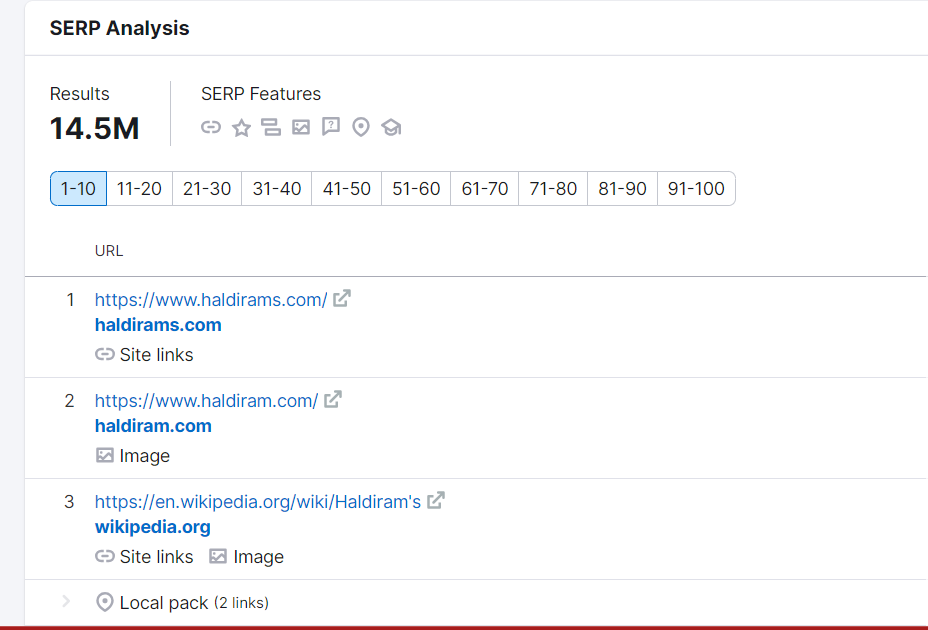 SERP Analysis
Results
14.5M
SERP Features
1-10 11-20 21-30 31-40 41-50 51-60 61-70 71-80 81-90 91-100
URL
1 https://www.haldirams.com/
haldirams.com
Site links
2 https://www.haldiram.com/
haldiram.com
Image
3 https://en.wikipedia.org/wiki/Haldiram's
wikipedia.org
Site links Image
Local pack (2 links)